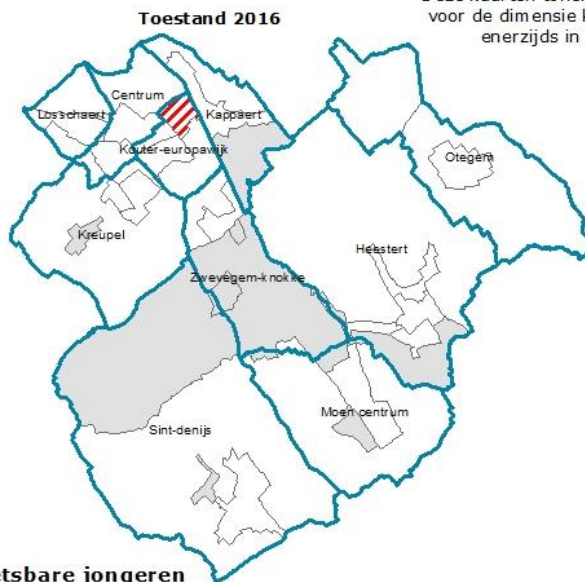 Toestand 2016
voor de dimensie
enerzijds in
Centrum
Losschaert
Kappaert
Kouter-europawijk
Otegem
Kreupel
Heestert
Zwevegem-knokke
Moen centrum
Sint-denijs
etsbare jongeren